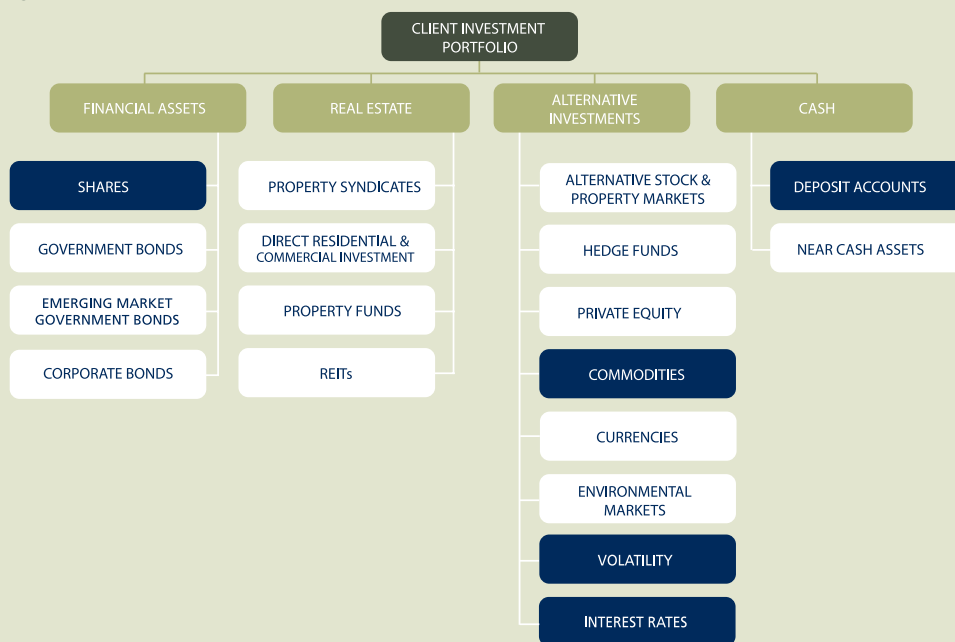 CLIENT INVESTMENT
PORTFOLIO
FINANCIAL ASSETS
REAL ESTATE
ALTERNATIVE
INVESTMENTS
CASH
SHARES
GOVERNMENT BONDS
EMERGING MARKET
GOVERNMENT BONDS
CORPORATE BONDS
PROPERTY SYNDICATES
DIRECT RESIDENTIAL &
COMMERCIAL INVESTMENT
PROPERTY FUNDS
REITs
ALTERNATIVE STOCK &
PROPERTY MARKETS
HEDGE FUNDS
PRIVATE EQUITY
COMMODITIES
CURRENCIES
ENVIRONMENTAL
MARKETS
VOLATILITY
INTEREST RATES
DEPOSIT ACCOUNTS
NEAR CASH ASSETS